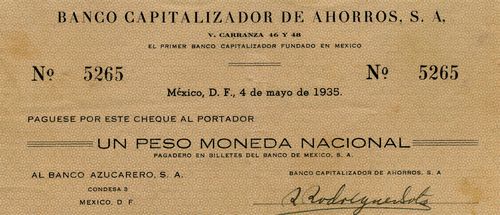 BANCO CAPITALIZADOR DE AHORROS, S. A,
V. CARRANZA 46 Y 48
EL PRIMER BANCO CAPITALIZADOR FUNDADO EN MEXICO
Nº 5265 Nº 5265
México, D. F., 4 de mayo de 1935.
PAGUESE POR ESTE CHEQUE AL PORTADOR
UN PESO MONEDA NACIONAL
PAGADERO EN BILLETES DEL BANCO DE MEXICO, S. A.
AL BANCO AZUCARERO, S. A. BANCO CAPITALIZADOR DE AHORROS, S. A.
CONDESA 3
MEXICO, D. F. R Rodríguez Soto